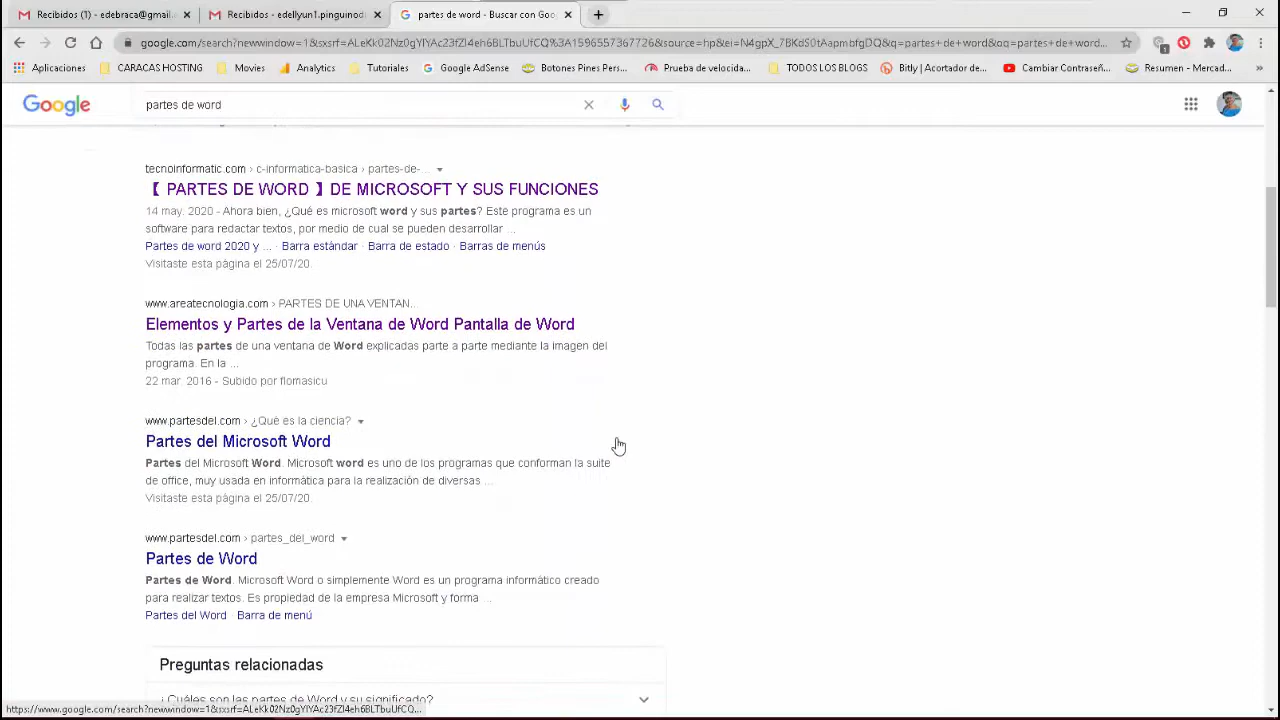 Recibidos (1) - edebraca@gmail.
Recibidos - edellyun1.pinguinod
partes de word - Buscar con Goo
google.com/search?newwindow=1&sxsrf=ALeKk02Nz0gYIYAc23fZl4eb9LTbuUfCQ%3A1596557367726&source=hp&ei=N4gpX_7BKdS0tAapmbfgDQ&q=partes+de+word&oq=partes+de+word...
Aplicaciones
CARACAS HOSTING
Movies
Analytics
Tutoriales
Google AdSense
Botones Pines Pers...
Prueba de velocida...
TODOS LOS BLOGS
Bitly | Acortador de...
Cambiar Contraseñ...
Resumen - Mercad...
»
Google
partes de word
tecnoinformatic.com › c-informatica-basica › partes-de-...
【 PARTES DE WORD 】DE MICROSOFT Y SUS FUNCIONES
14 may. 2020 - Ahora bien, ¿Qué es microsoft word y sus partes? Este programa es un
software para redactar textos, por medio de cual se pueden desarrollar ...
Partes de word 2020 y ... · Barra estándar · Barra de estado · Barras de menús
Visitaste esta página el 25/07/20.
www.areatecnologia.com › PARTES DE UNA VENTAN...
Elementos y Partes de la Ventana de Word Pantalla de Word
Todas las partes de una ventana de Word explicadas parte a parte mediante la imagen del
programa. En la ...
22 mar. 2016 - Subido por flomasicu
www.partesdel.com › ¿Qué es la ciencia?
Partes del Microsoft Word
Partes del Microsoft Word. Microsoft word es uno de los programas que conforman la suite
de office, muy usada en informática para la realización de diversas ...
Visitaste esta página el 25/07/20.
www.partesdel.com › partes_del_word
Partes de Word
Partes de Word. Microsoft Word o simplemente Word es un programa informático creado
para realizar textos. Es propiedad de la empresa Microsoft y forma ...
Partes del Word · Barra de menú
Preguntas relacionadas
¿Cuáles son las partes de Word y su significado?
https://www.google.com/search?newwindow=1&sxsrf=ALeKk02Nz0gYIYAc23fZl4eb9LTbuUfCQ...